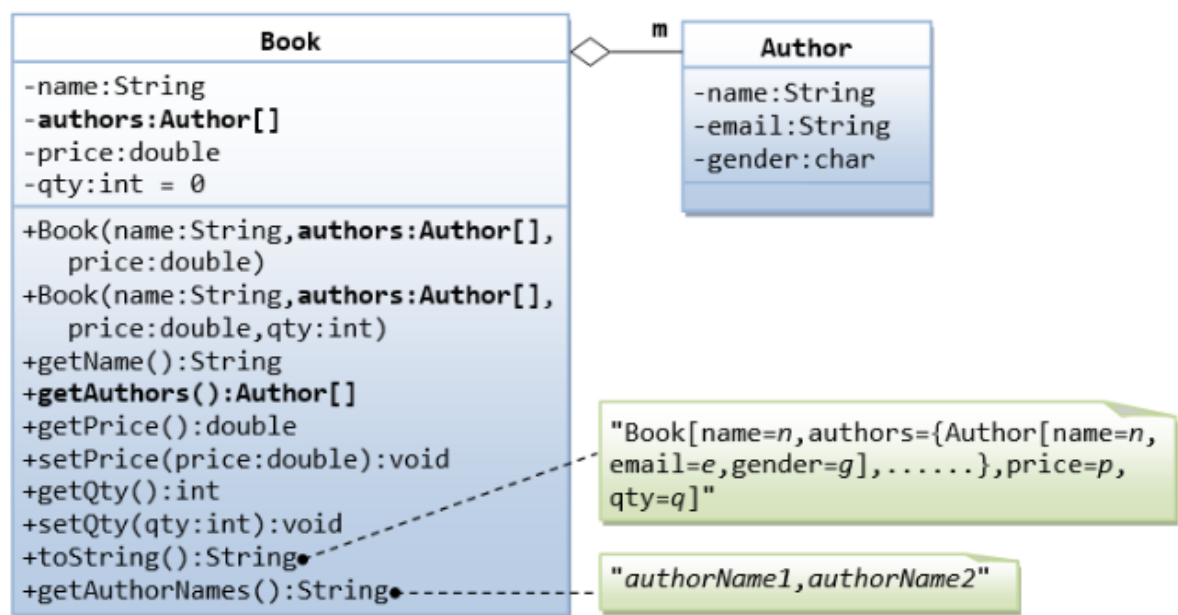 Book
-name:String
-authors:Author[]
-price:double
-qty:int = 0
+Book(name:String,authors:Author[],
price:double)
+Book(name:String,authors:Author[],
price:double,qty:int)
+getName():String
+getAuthors():Author[]
+getPrice():double
+setPrice(price:double):void
+getQty():int
+setQty(qty:int):void
+toString():String
+getAuthorNames():String
m
Author
-name:String
-email:String
-gender:char
"Book[name=n,authors={Author[name=n,
email=e,gender=g],......},price=p,
qty=q]"
"authorName1,authorName2"